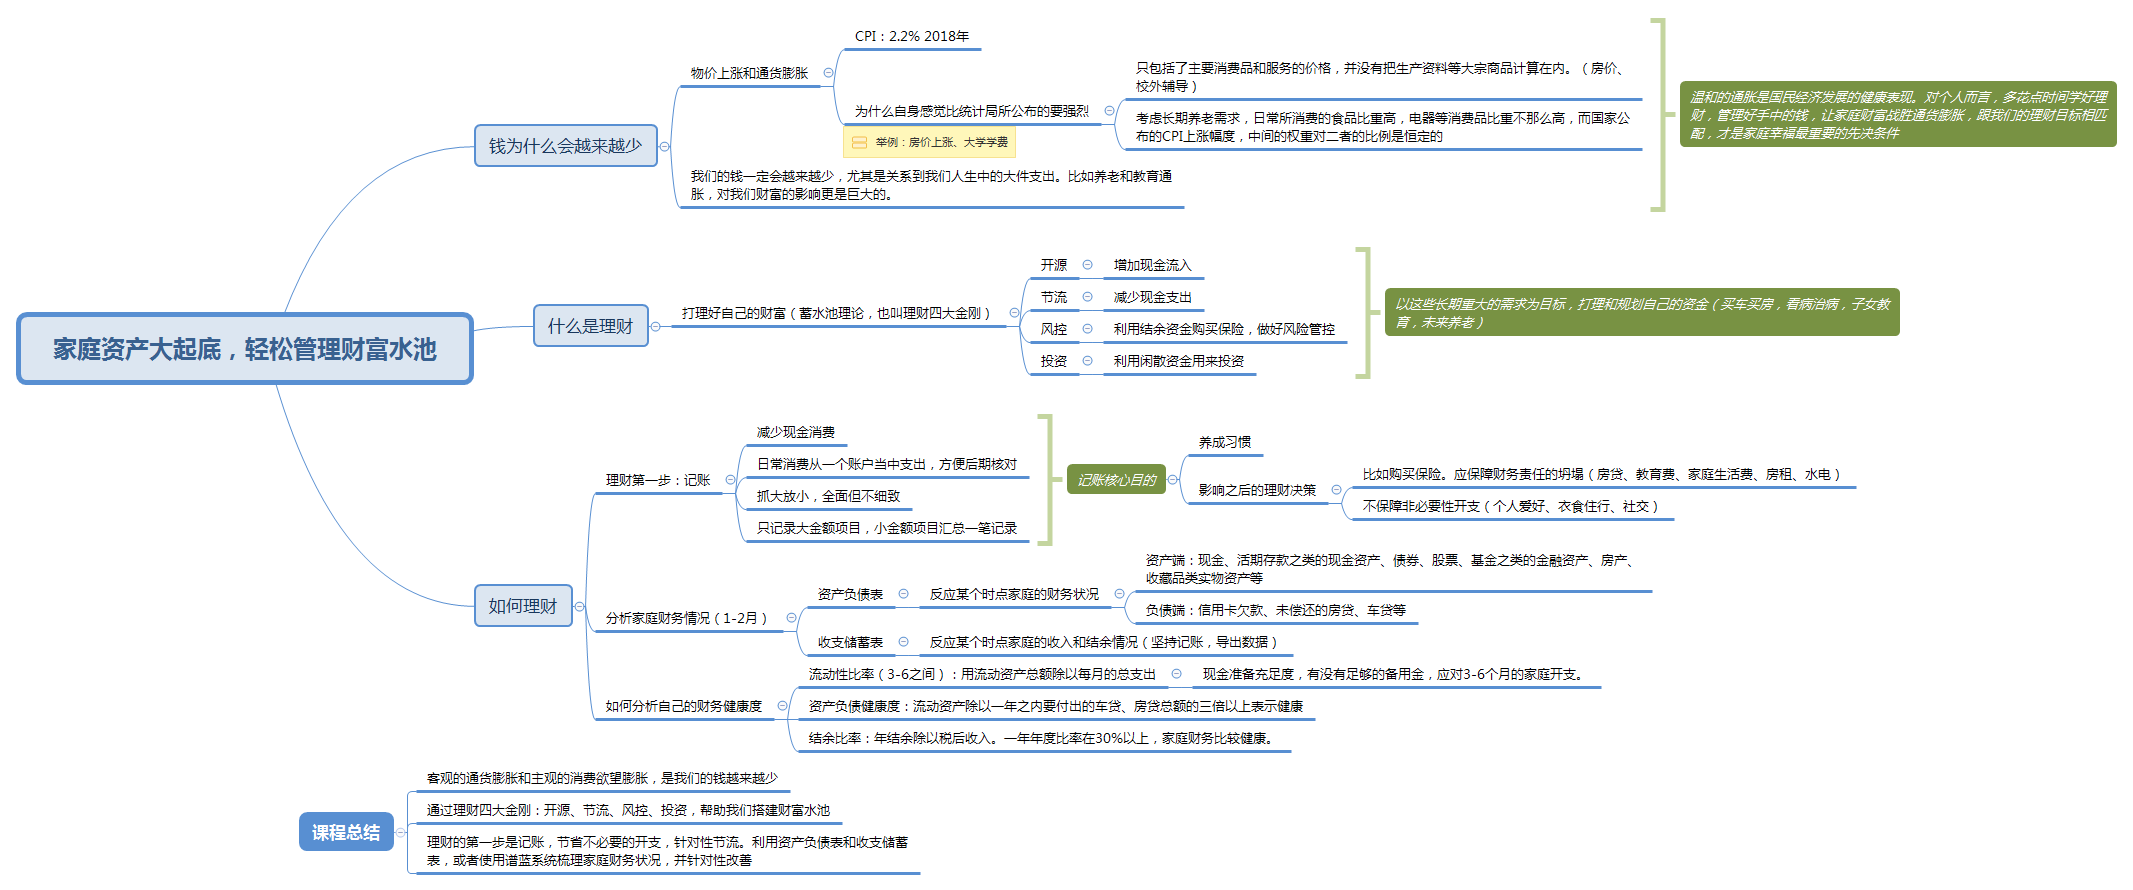 家庭资产大起底，轻松管理财富水池
钱为什么会越来越少
物价上涨和通货膨胀
CPI：2.2% 2018年
为什么自身感觉比统计局所公布的要强烈
举例：房价上涨、大学学费
只包括了主要消费品和服务的价格，并没有把生产资料等大宗商品计算在内。（房价、
校外辅导）
考虑长期养老需求，日常所消费的食品比重高，电器等消费品比重不那么高，而国家公
布的CPI上涨幅度，中间的权重对二者的比例是恒定的
我们的钱一定会越来越少，尤其是关系到我们人生中的大件支出。比如养老和教育通
胀，对我们财富的影响更是巨大的。
温和的通胀是国民经济发展的健康表现。对个人而言，多花点时间学好理
财，管理好手中的钱，让家庭财富战胜通货膨胀，跟我们的理财目标相匹
配，才是家庭幸福最重要的先决条件
什么是理财
打理好自己的财富（蓄水池理论，也叫理财四大金刚）
开源
增加现金流入
节流
减少现金支出
风控
利用结余资金购买保险，做好风险管控
投资
利用闲散资金用来投资
以这些长期重大的需求为目标，打理和规划自己的资金（买车买房，看病治病，子女教
育，未来养老）
如何理财
理财第一步：记账
减少现金消费
日常消费从一个账户当中支出，方便后期核对
抓大放小，全面但不细致
只记录大金额项目，小金额项目汇总一笔记录
记账核心目的
养成习惯
影响之后的理财决策
比如购买保险。应保障财务责任的坍塌（房贷、教育费、家庭生活费、房租、水电）
不保障非必要性开支（个人爱好、衣食住行、社交）
分析家庭财务情况（1-2月）
资产负债表
反应某个时点家庭的财务状况
资产端：现金、活期存款之类的现金资产、债券、股票、基金之类的金融资产、房产、
收藏品类实物资产等
负债端：信用卡欠款、未偿还的房贷、车贷等
收支储蓄表
反应某个时点家庭的收入和结余情况（坚持记账，导出数据）
如何分析自己的财务健康度
流动性比率（3-6之间）：用流动资产总额除以每月的总支出
现金准备充足度，有没有足够的备用金，应对3-6个月的家庭开支。
资产负债健康度：流动资产除以一年之内要付出的车贷、房贷总额的三倍以上表示健康
结余比率：年结余除以税后收入。一年年度比率在30%以上，家庭财务比较健康。
课程总结
客观的通货膨胀和主观的消费欲望膨胀，是我们的钱越来越少
通过理财四大金刚：开源、节流、风控、投资，帮助我们搭建财富水池
理财的第一步是记账，节省不必要的开支，针对性节流。利用资产负债表和收支储蓄
表，或者使用谱蓝系统梳理家庭财务状况，并针对性改善